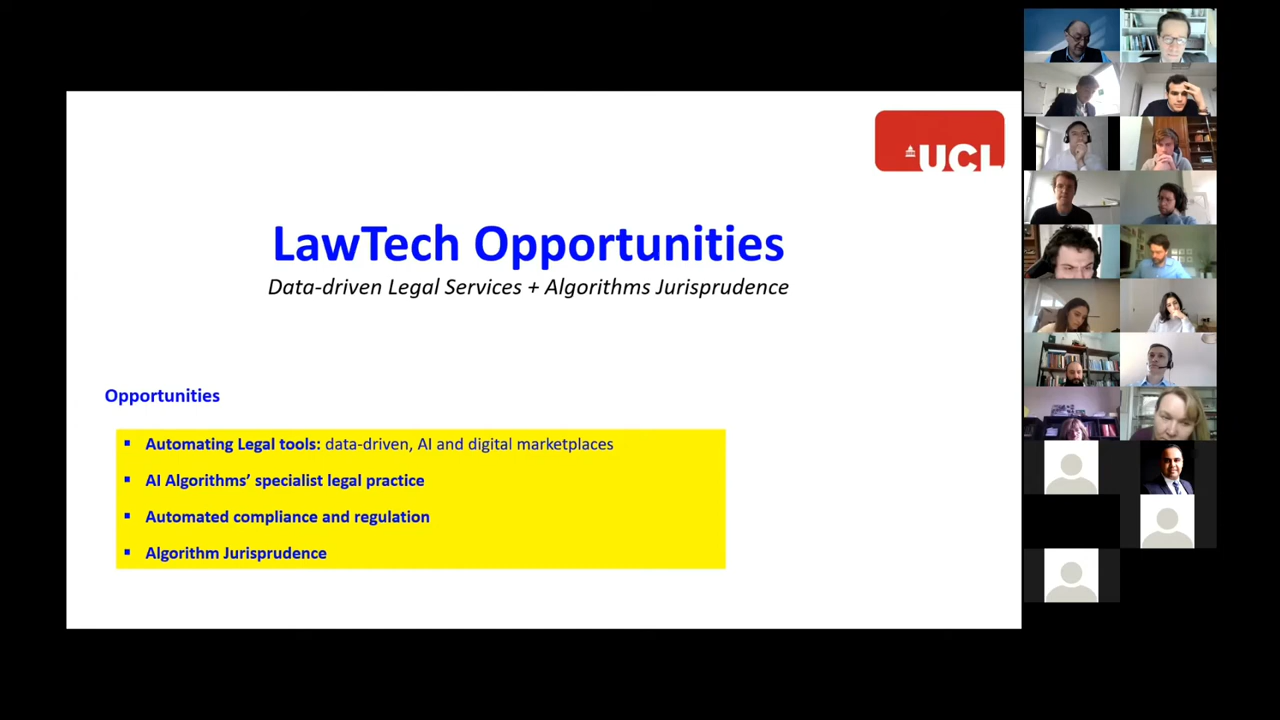 UCL
LawTech Opportunities
Data-driven Legal Services + Algorithms Jurisprudence
Opportunities
▪ Automating Legal tools: data-driven, AI and digital marketplaces
▪ AI Algorithms’ specialist legal practice
▪ Automated compliance and regulation
▪ Algorithm Jurisprudence